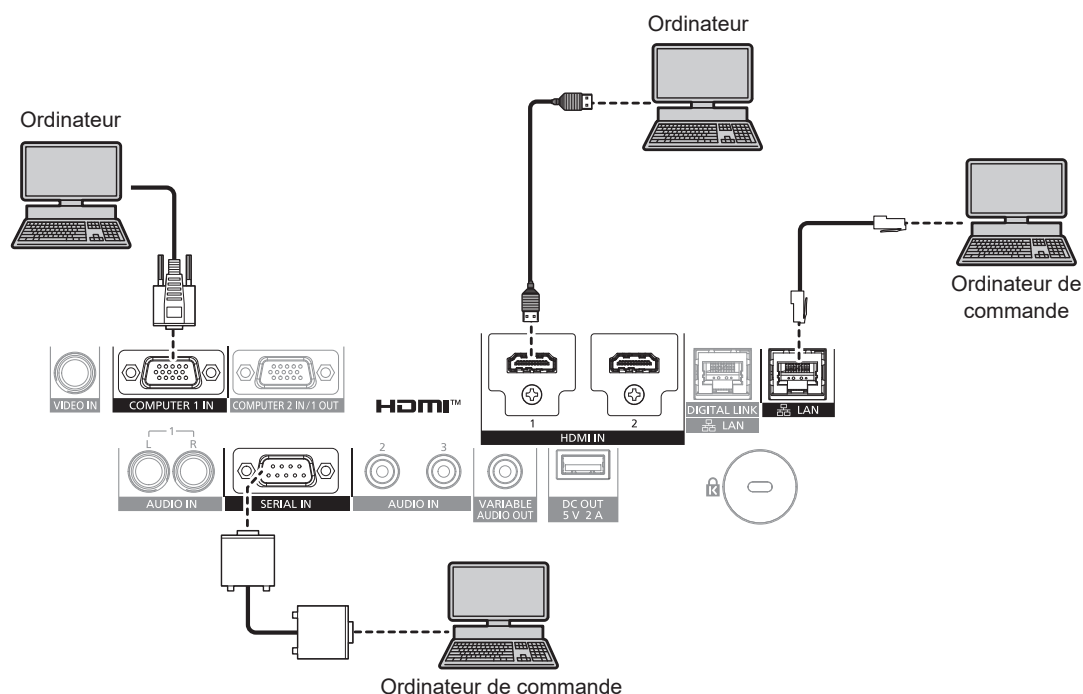 Ordinateur
Ordinateur
Ordinateur de
commande
VIDEO IN
COMPUTER 1 IN
COMPUTER 2 IN / 1 OUT
HDMI™
1
2
HDMI IN
DIGITAL LINK
LAN
LAN
1
L
R
AUDIO IN
SERIAL IN
2
3
AUDIO IN
VARIABLE
AUDIO OUT
DC OUT
5 V 2 A
K
Ordinateur de commande